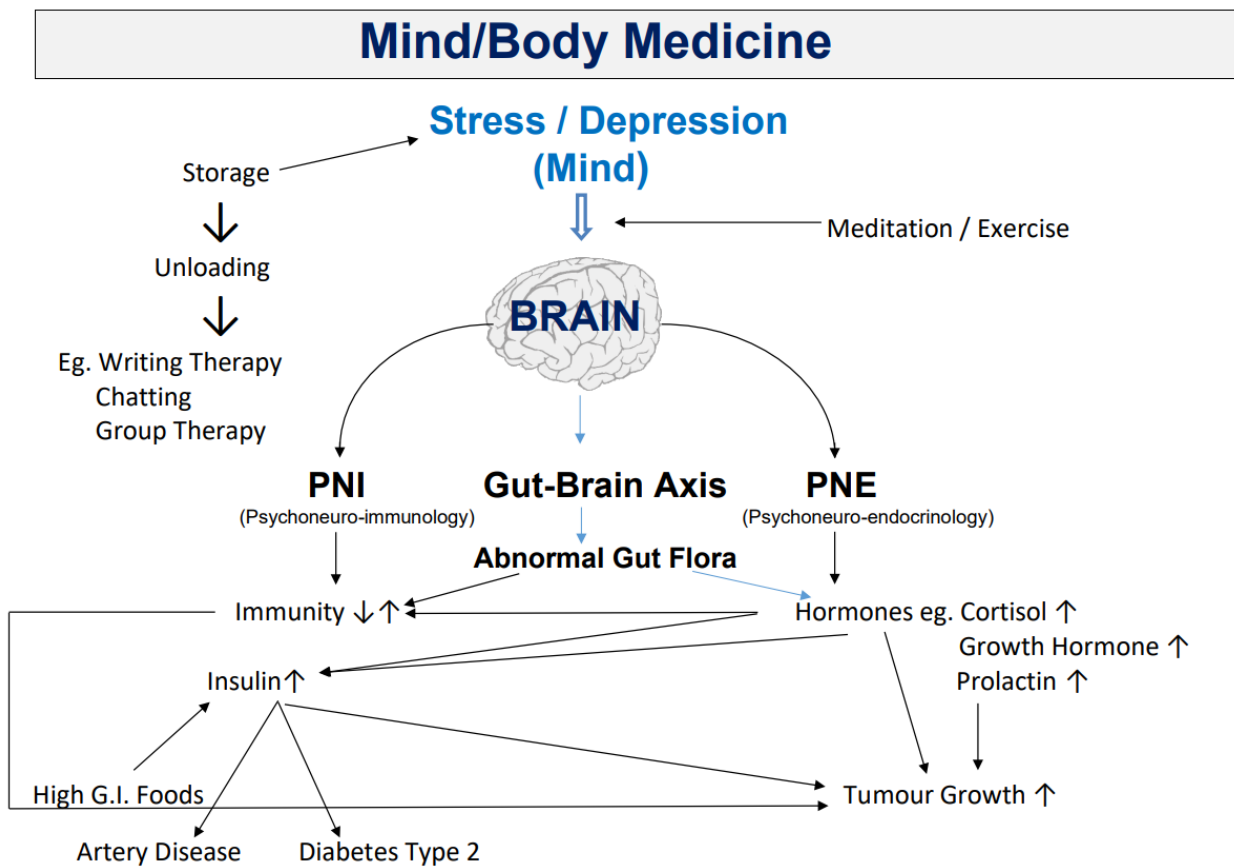 Mind/Body Medicine
Stress / Depression
(Mind)
Storage
Meditation / Exercise
Unloading
BRAIN
Eg. Writing Therapy
Chatting
Group Therapy
PNI
(Psychoneuro-immunology)
Gut-Brain Axis
PNE
(Psychoneuro-endocrinology)
Abnormal Gut Flora
Immunity ↓↑
Hormones eg. Cortisol ↑
Growth Hormone ↑
Prolactin ↑
Insulin↑
High G.I. Foods
Tumour Growth ↑
Artery Disease
Diabetes Type 2